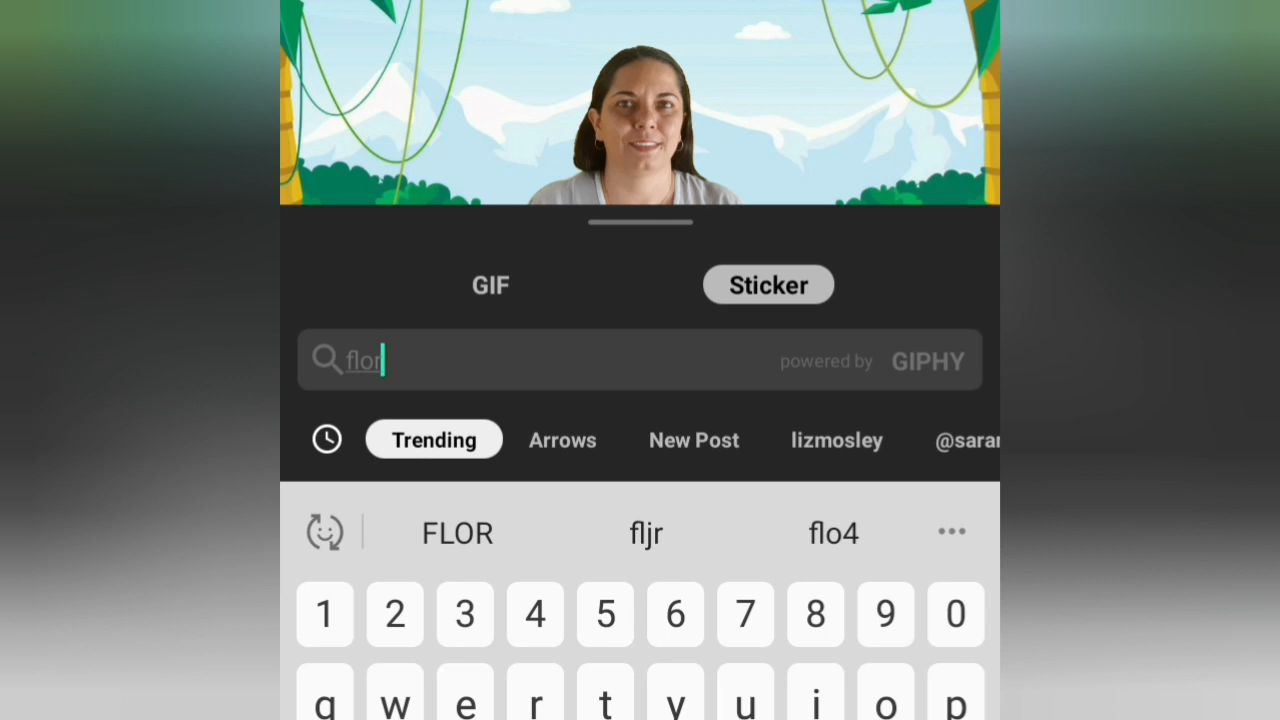 GIF Sticker
flor powered by GIPHY
Trending Arrows New Post lizmosley @sarar
FLOR fljr flo4 •••
1 2 3 4 5 6 7 8 9 0
q w e r t y u i o p